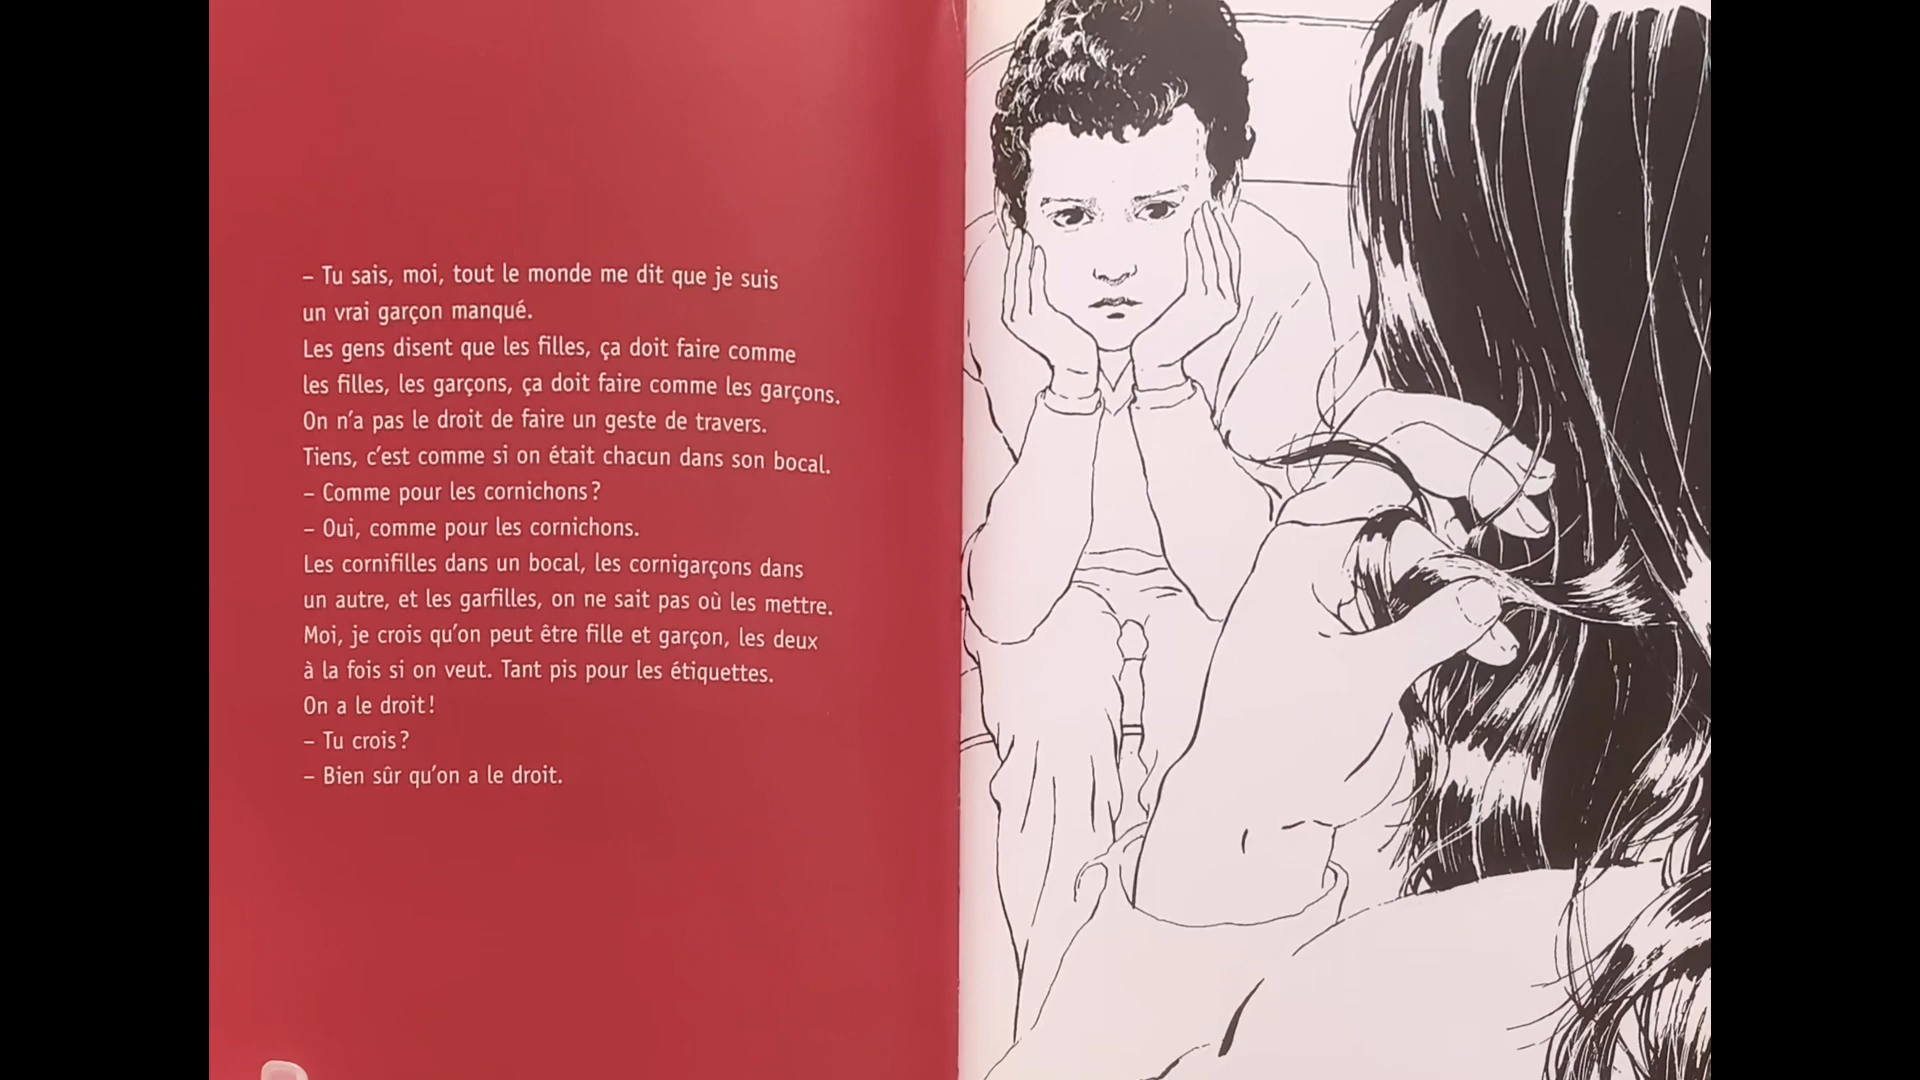 – Tu sais, moi, tout le monde me dit que je suis
un vrai garçon manqué.
Les gens disent que les filles, ça doit faire comme
les filles, les garçons, ça doit faire comme les garçons.
On n’a pas le droit de faire un geste de travers.
Tiens, c’est comme si on était chacun dans son bocal.
– Comme pour les cornichons ?
– Oui, comme pour les cornichons.
Les cornifilles dans un bocal, les cornigarçons dans
un autre, et les garfilles, on ne sait pas où les mettre.
Moi, je crois qu’on peut être fille et garçon, les deux
à la fois si on veut. Tant pis pour les étiquettes.
On a le droit !
– Tu crois ?
– Bien sûr qu’on a le droit.